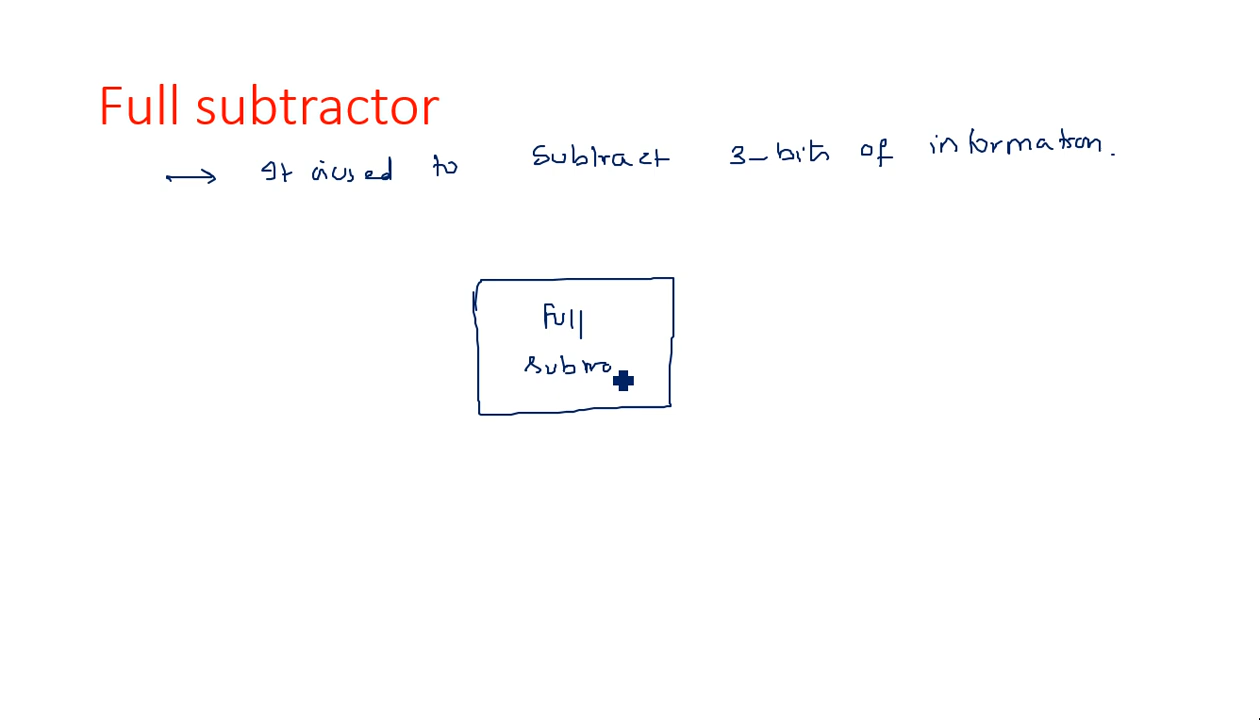 Full subtractor
→ It is used to subtract 3-bits of information.
Full
subtra